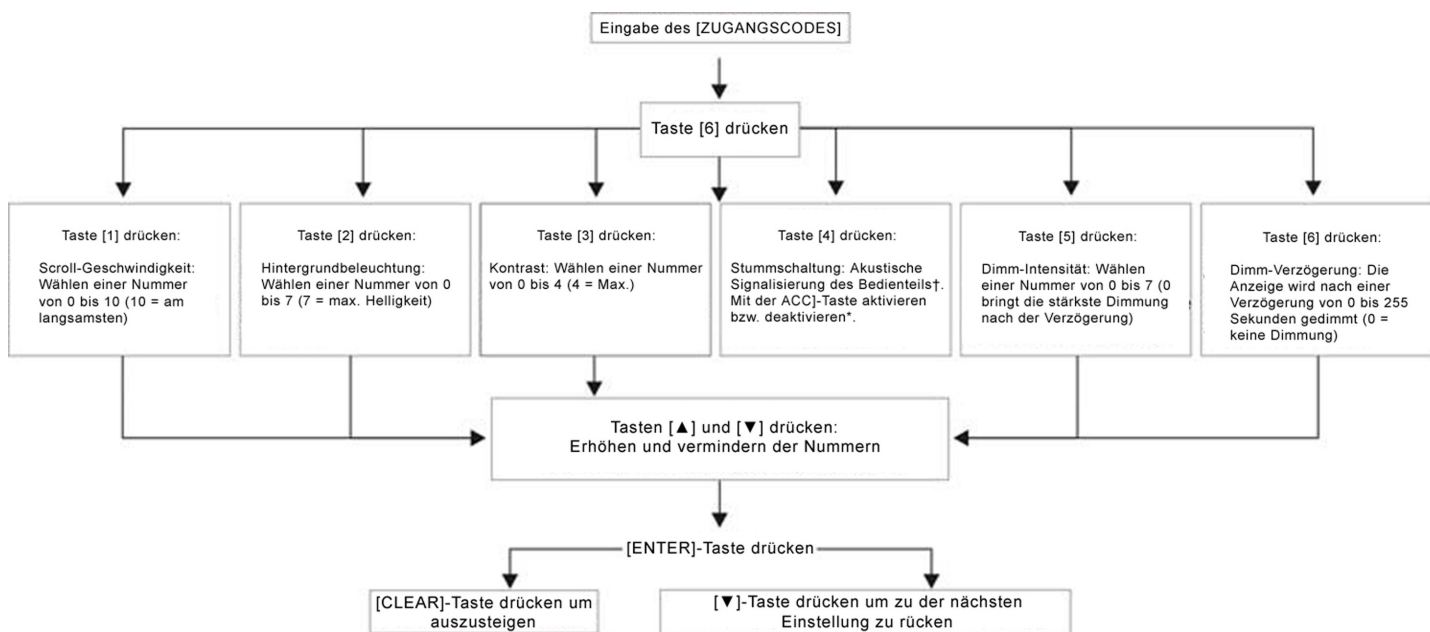 Eingabe des [ZUGANGSCODES]
Taste [6] drücken
Taste [1] drücken:
Scroll-Geschwindigkeit:
Wählen einer Nummer
von 0 bis 10 (10 = am
langsamsten)
Taste [2] drücken:
Hintergrundbeleuchtung:
Wählen einer Nummer von 0
bis 7 (7 = max. Helligkeit)
Taste [3] drücken:
Kontrast: Wählen einer Nummer
von 0 bis 4 (4 = Max.)
Taste [4] drücken:
Stummschaltung: Akustische
Signalisierung des Bedienteils†.
Mit der ACC]-Taste aktivieren
bzw. deaktivieren*.
Taste [5] drücken:
Dimm-Intensität: Wählen
einer Nummer von 0 bis 7 (0
bringt die stärkste Dimmung
nach der Verzögerung)
Taste [6] drücken:
Dimm-Verzögerung: Die
Anzeige wird nach einer
Verzögerung von 0 bis 255
Sekunden gedimmt (0 =
keine Dimmung)
Tasten [▲] und [▼] drücken:
Erhöhen und vermindern der Nummern
[ENTER]-Taste drücken
[CLEAR]-Taste drücken um
auszusteigen
[▼]-Taste drücken um zu der nächsten
Einstellung zu rücken